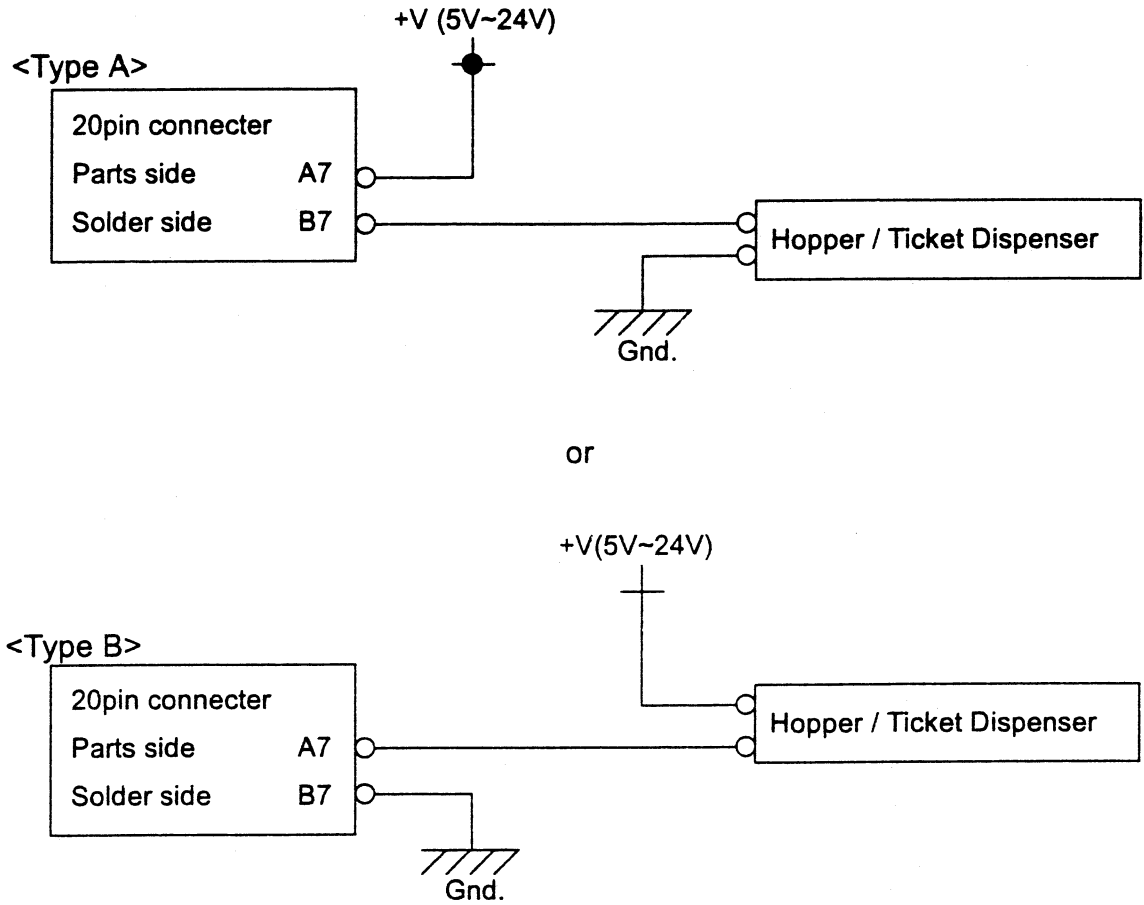 +V (5V~24V)
<Type A>
20pin connecter
Parts side A7
Solder side B7
Hopper / Ticket Dispenser
Gnd.
or
+V(5V~24V)
<Type B>
20pin connecter
Parts side A7
Solder side B7
Hopper / Ticket Dispenser
Gnd.